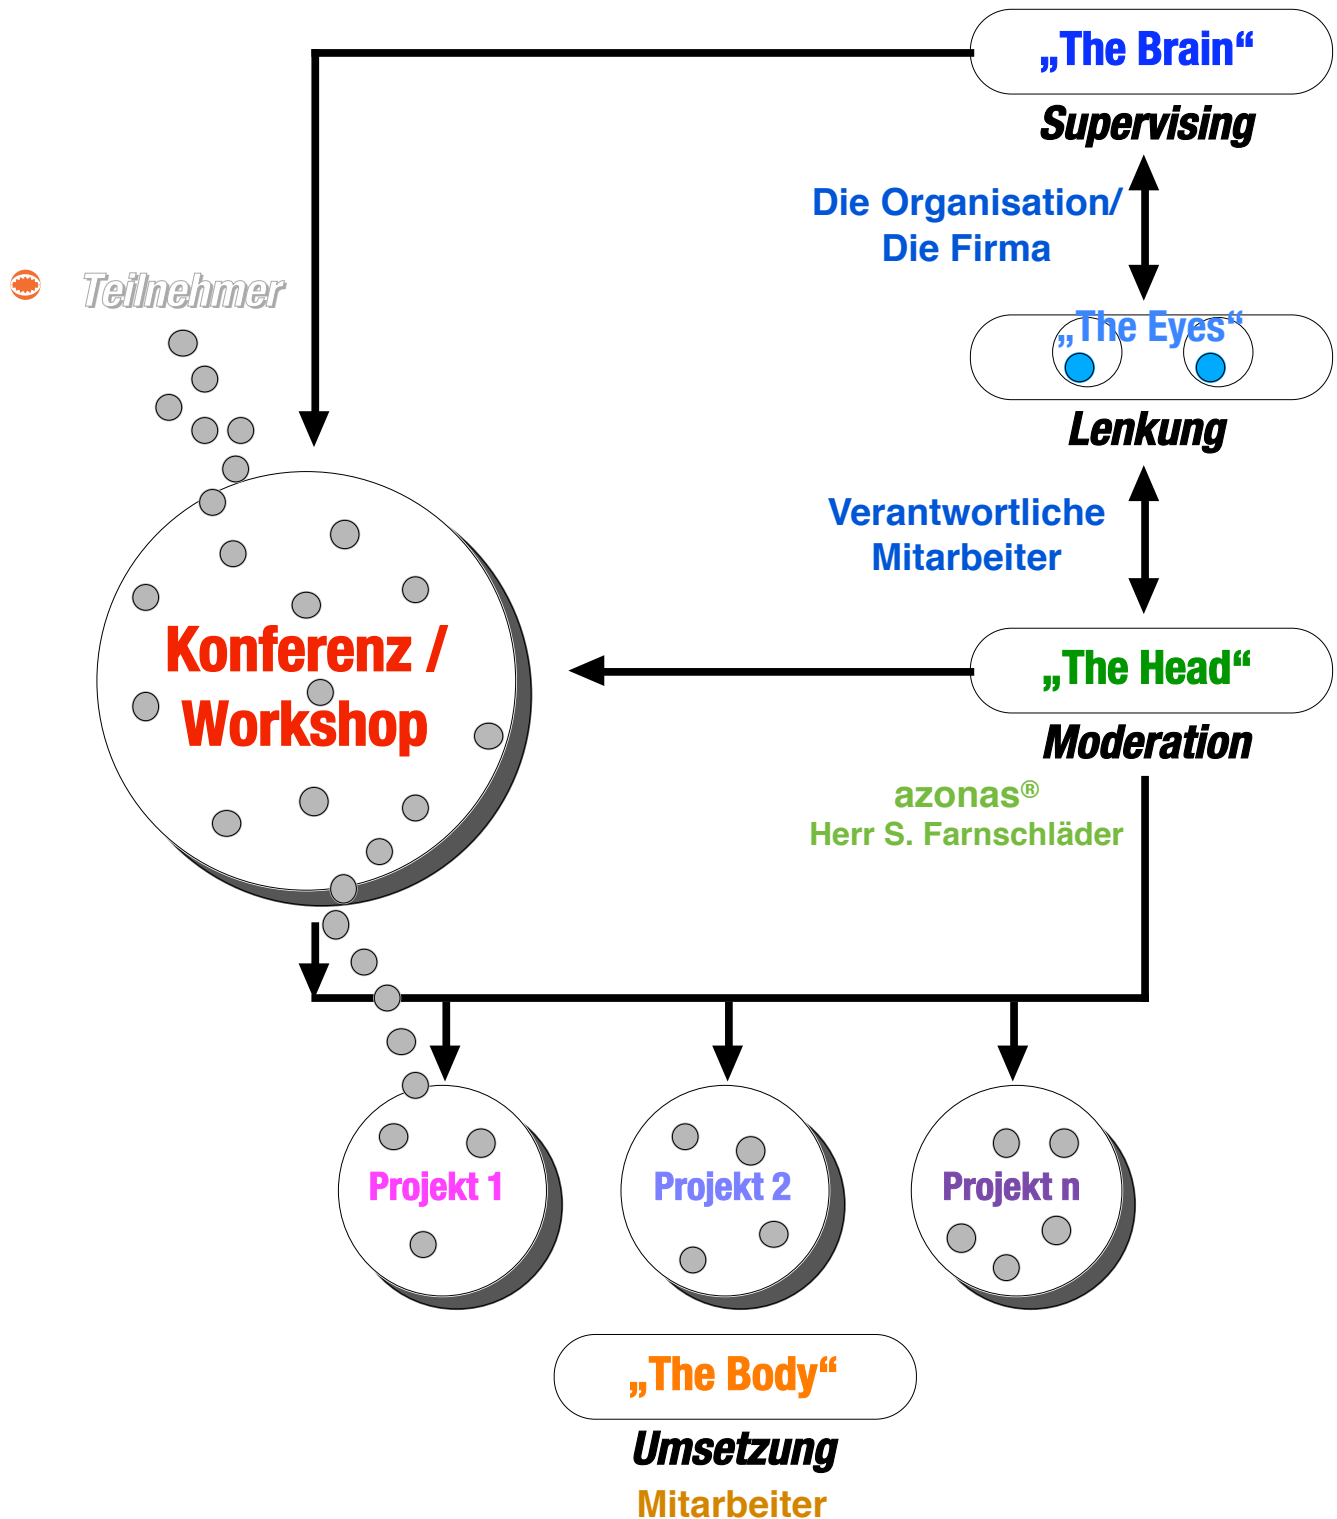 „The Brain“
Supervising
Die Organisation/
Die Firma
Teilnehmer
„The Eyes“
Lenkung
Verantwortliche
Mitarbeiter
Konferenz /
Workshop
„The Head“
Moderation
azonas®
Herr S. Farnschläder
Projekt 1
Projekt 2
Projekt n
„The Body“
Umsetzung
Mitarbeiter